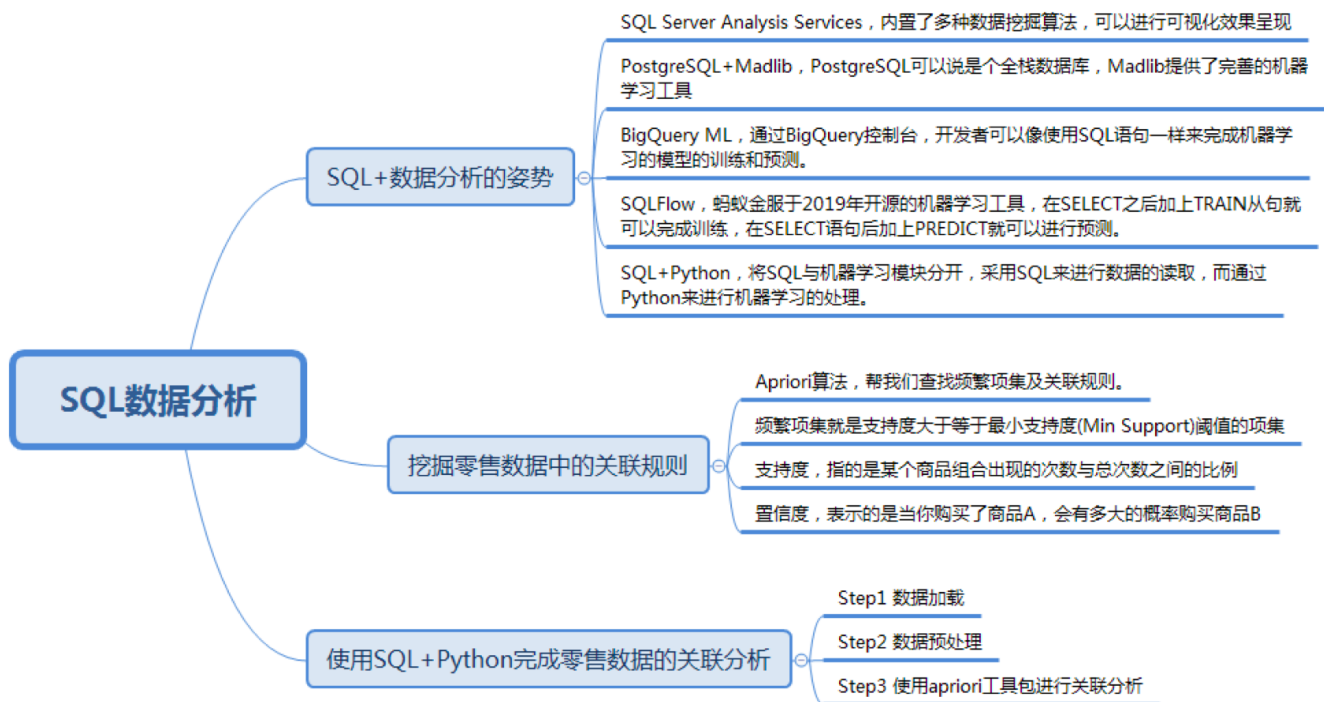 SQL Server Analysis Services，内置了多种数据挖掘算法，可以进行可视化效果呈现
PostgreSQL+Madlib，PostgreSQL可以说是个全栈数据库，Madlib提供了完善的机器
学习工具
BigQuery ML，通过BigQuery控制台，开发者可以像使用SQL语句一样来完成机器学
习的模型的训练和预测。
SQL+数据分析的姿势
SQLFlow，蚂蚁金服于2019年开源的机器学习工具，在SELECT之后加上TRAIN从句就
可以完成训练，在SELECT语句后加上PREDICT就可以进行预测。
SQL+Python，将SQL与机器学习模块分开，采用SQL来进行数据的读取，而通过
Python来进行机器学习的处理。
SQL数据分析
Apriori算法，帮我们查找频繁项集及关联规则。
频繁项集就是支持度大于等于最小支持度(Min Support)阈值的项集
挖掘零售数据中的关联规则
支持度，指的是某个商品组合出现的次数与总次数之间的比例
置信度，表示的是当你购买了商品A，会有多大的概率购买商品B
Step1 数据加载
Step2 数据预处理
使用SQL+Python完成零售数据的关联分析
Step3 使用apriori工具包进行关联分析